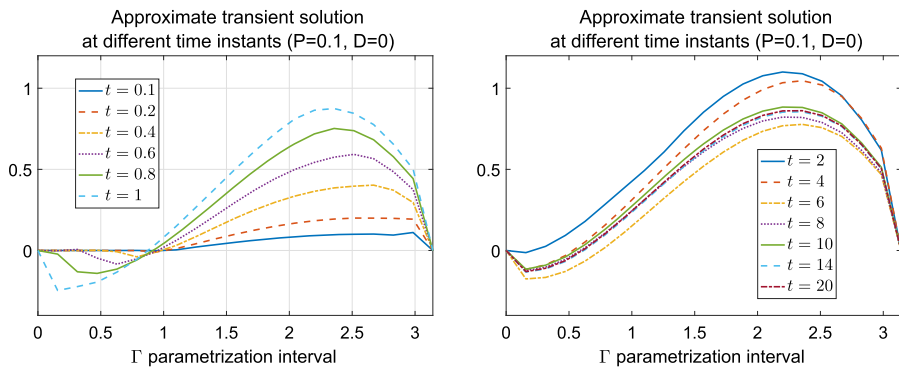 Approximate transient solution
at different time instants (P=0.1, D=0)
1
0.5
0
t = 0.1
t = 0.2
t = 0.4
t = 0.6
t = 0.8
t = 1
0 0.5 1 1.5 2 2.5 3
Γ parametrization interval
Approximate transient solution
at different time instants (P=0.1, D=0)
1
0.5
0
t = 2
t = 4
t = 6
t = 8
t = 10
t = 14
t = 20
0 0.5 1 1.5 2 2.5 3
Γ parametrization interval